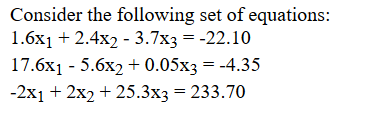 Consider the following set of equations:
1.6x₁ + 2.4x₂ - 3.7x₃ = -22.10
17.6x₁ - 5.6x₂ + 0.05x₃ = -4.35
-2x₁ + 2x₂ + 25.3x₃ = 233.70